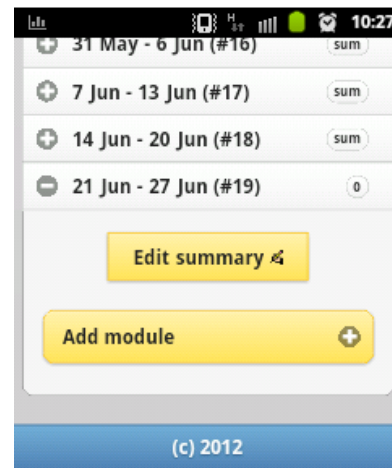 H 10:27
31 May - 6 Jun (#16) sum
7 Jun - 13 Jun (#17) sum
14 Jun - 20 Jun (#18) sum
21 Jun - 27 Jun (#19) 0
Edit summary
Add module
(c) 2012